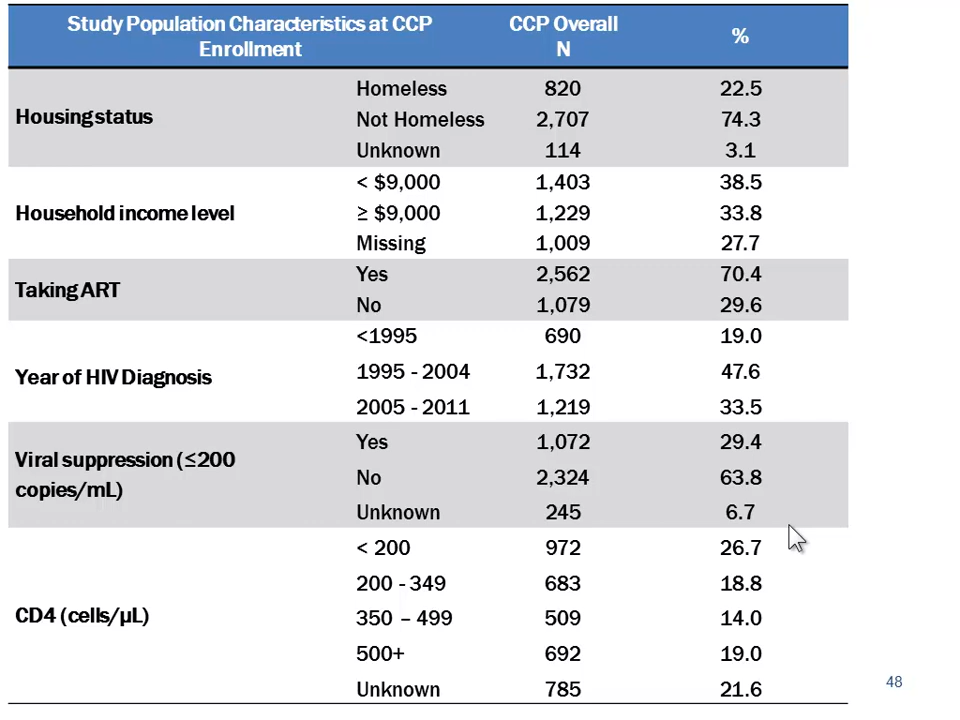 Study Population Characteristics at CCP Enrollment CCP Overall N %
Housing status
Homeless 820 22.5
Not Homeless 2,707 74.3
Unknown 114 3.1
Household income level
< $9,000 1,403 38.5
≥ $9,000 1,229 33.8
Missing 1,009 27.7
Taking ART
Yes 2,562 70.4
No 1,079 29.6
Year of HIV Diagnosis
<1995 690 19.0
1995 - 2004 1,732 47.6
2005 - 2011 1,219 33.5
Viral suppression (≤200 copies/mL)
Yes 1,072 29.4
No 2,324 63.8
Unknown 245 6.7
CD4 (cells/µL)
< 200 972 26.7
200 - 349 683 18.8
350 – 499 509 14.0
500+ 692 19.0
Unknown 785 21.6
48